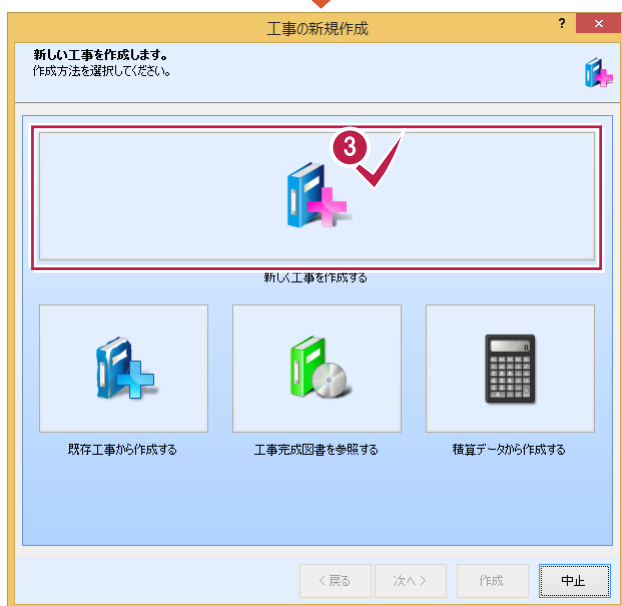 工事の新規作成
? ×
新しい工事を作成します。
作成方法を選択してください。
3
新しく工事を作成する
既存工事から作成する
工事完成図書を参照する
0
積算データから作成する
< 戻る
次へ >
作成
中止